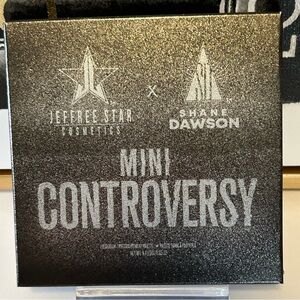 JEFFREE STAR
COSMETICS
X
SHANE
DAWSON
MINI
CONTROVERSY